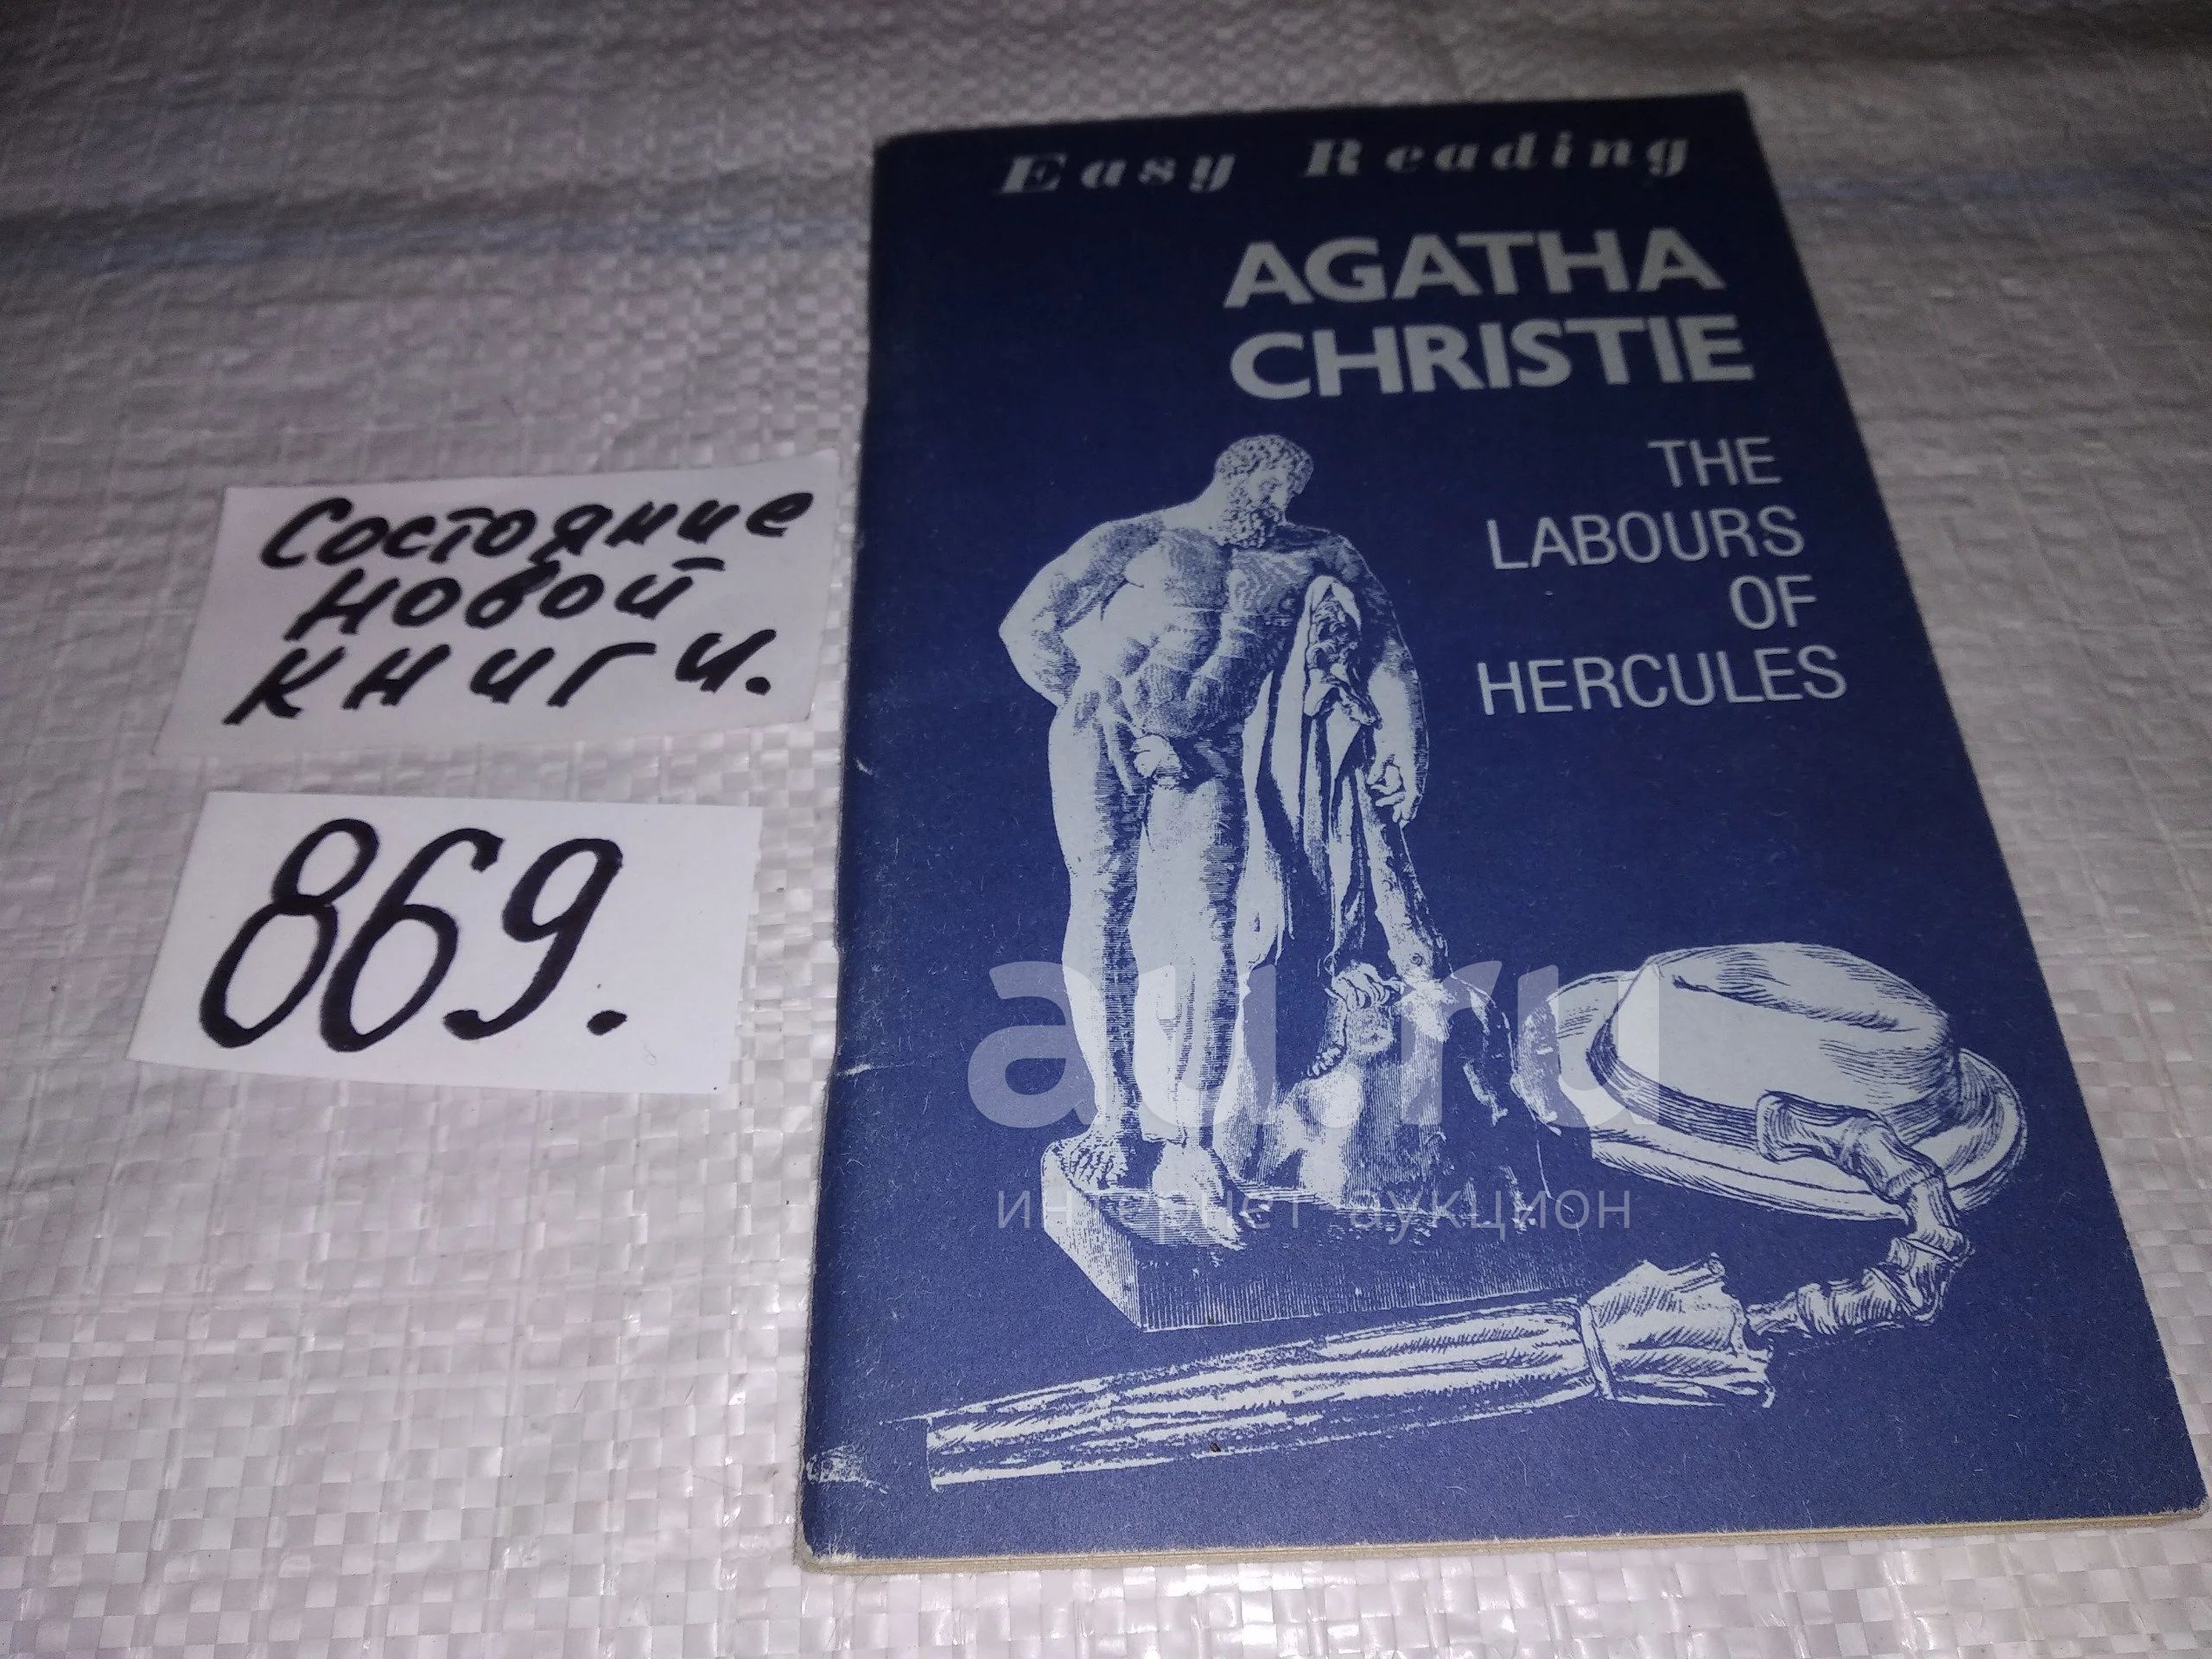 Easy Reading
AGATHA
CHRISTIE
THE
LABOURS
OF
HERCULES
Состояние
новой
книги.
869.
au.ru
интернет аукцион